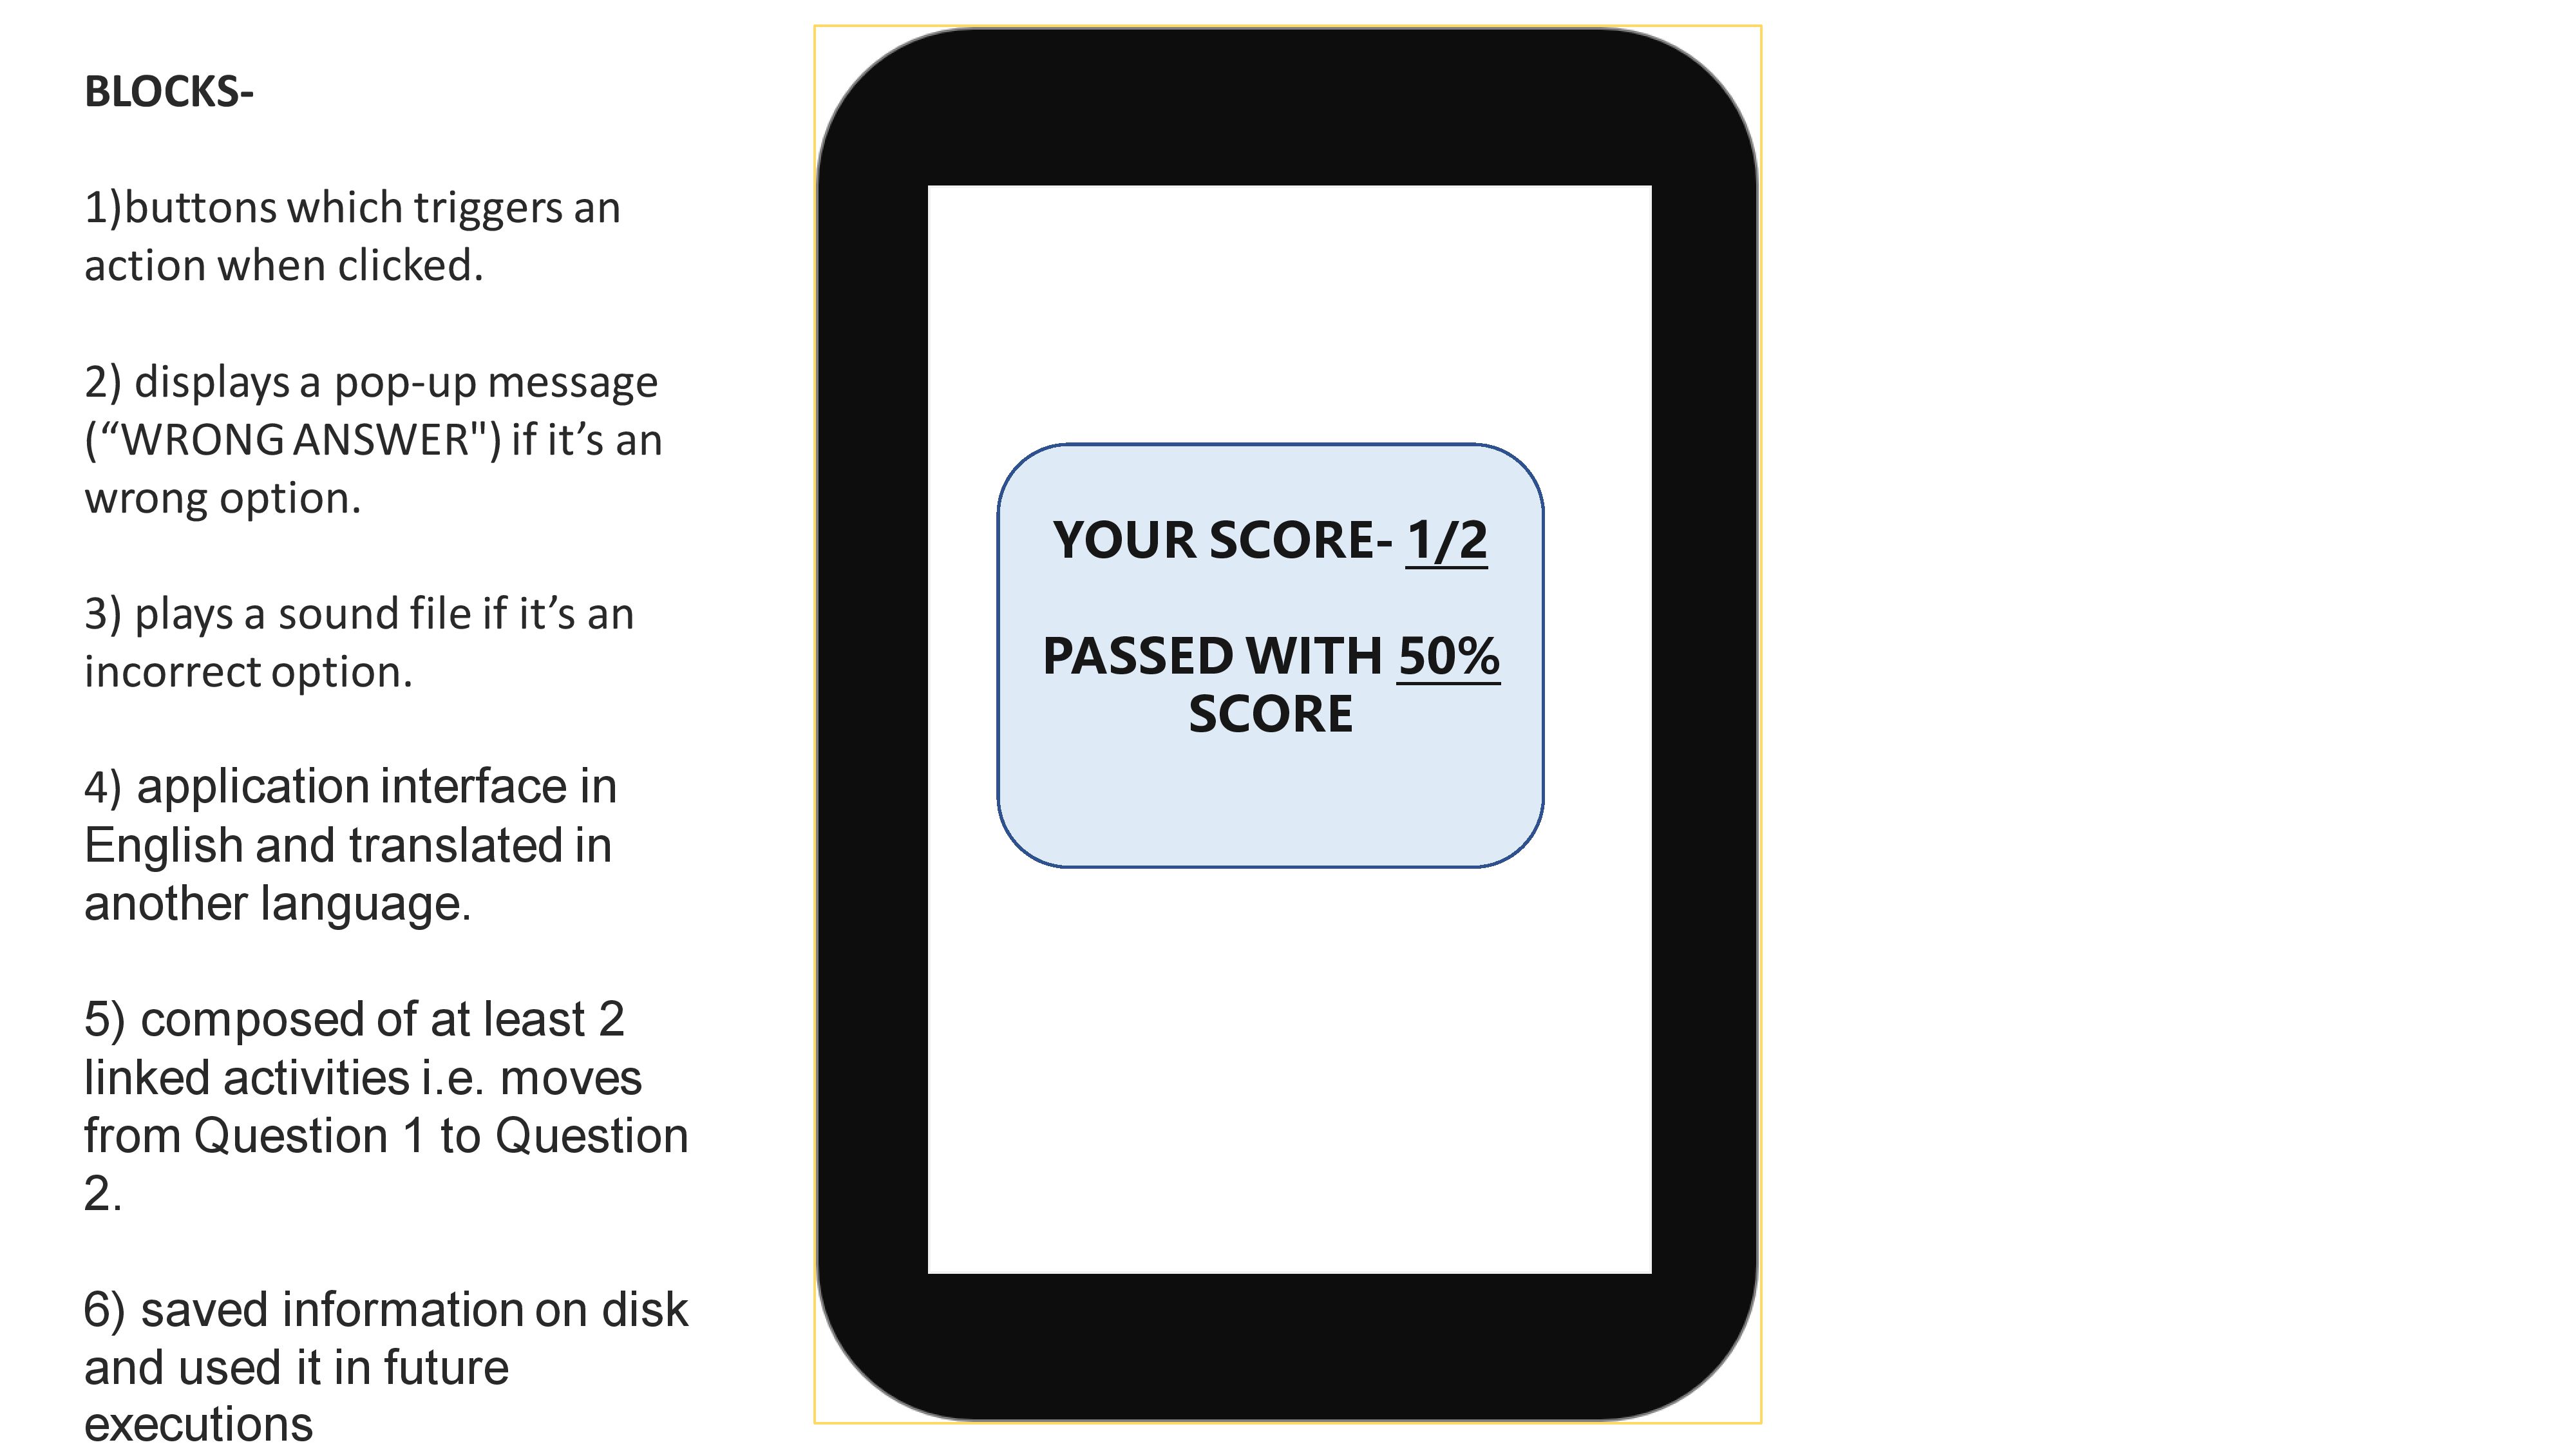 BLOCKS-
1)buttons which triggers an
action when clicked.
2) displays a pop-up message
(“WRONG ANSWER") if it’s an
wrong option.
3) plays a sound file if it’s an
incorrect option.
4) application interface in
English and translated in
another language.
5) composed of at least 2
linked activities i.e. moves
from Question 1 to Question
2.
6) saved information on disk
and used it in future
executions
YOUR SCORE- 1/2
PASSED WITH 50%
SCORE